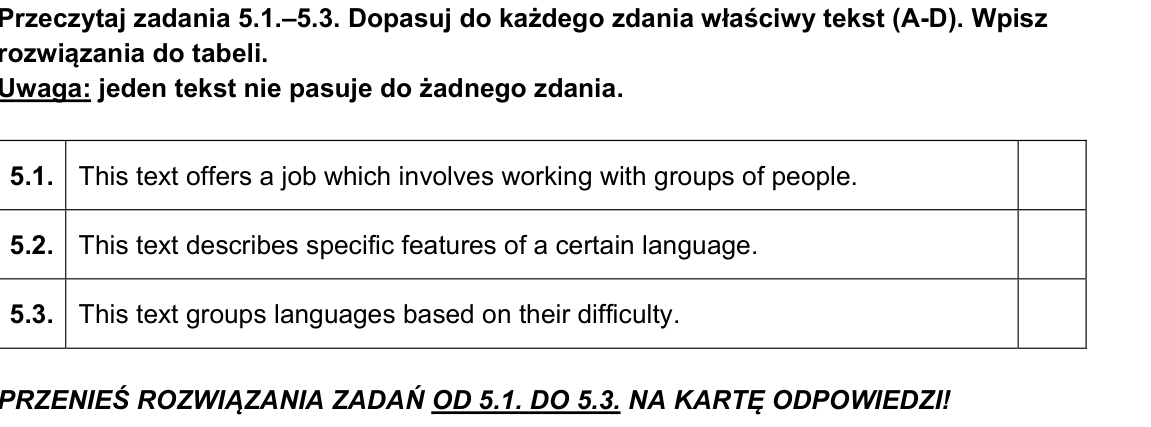 Przeczytaj zadania 5.1.–5.3. Dopasuj do każdego zdania właściwy tekst (A-D). Wpisz
rozwiązania do tabeli.
Uwaga: jeden tekst nie pasuje do żadnego zdania.
5.1. This text offers a job which involves working with groups of people.
5.2. This text describes specific features of a certain language.
5.3. This text groups languages based on their difficulty.
PRZENIEŚ ROZWIĄZANIA ZADAŃ OD 5.1. DO 5.3. NA KARTĘ ODPOWIEDZI!